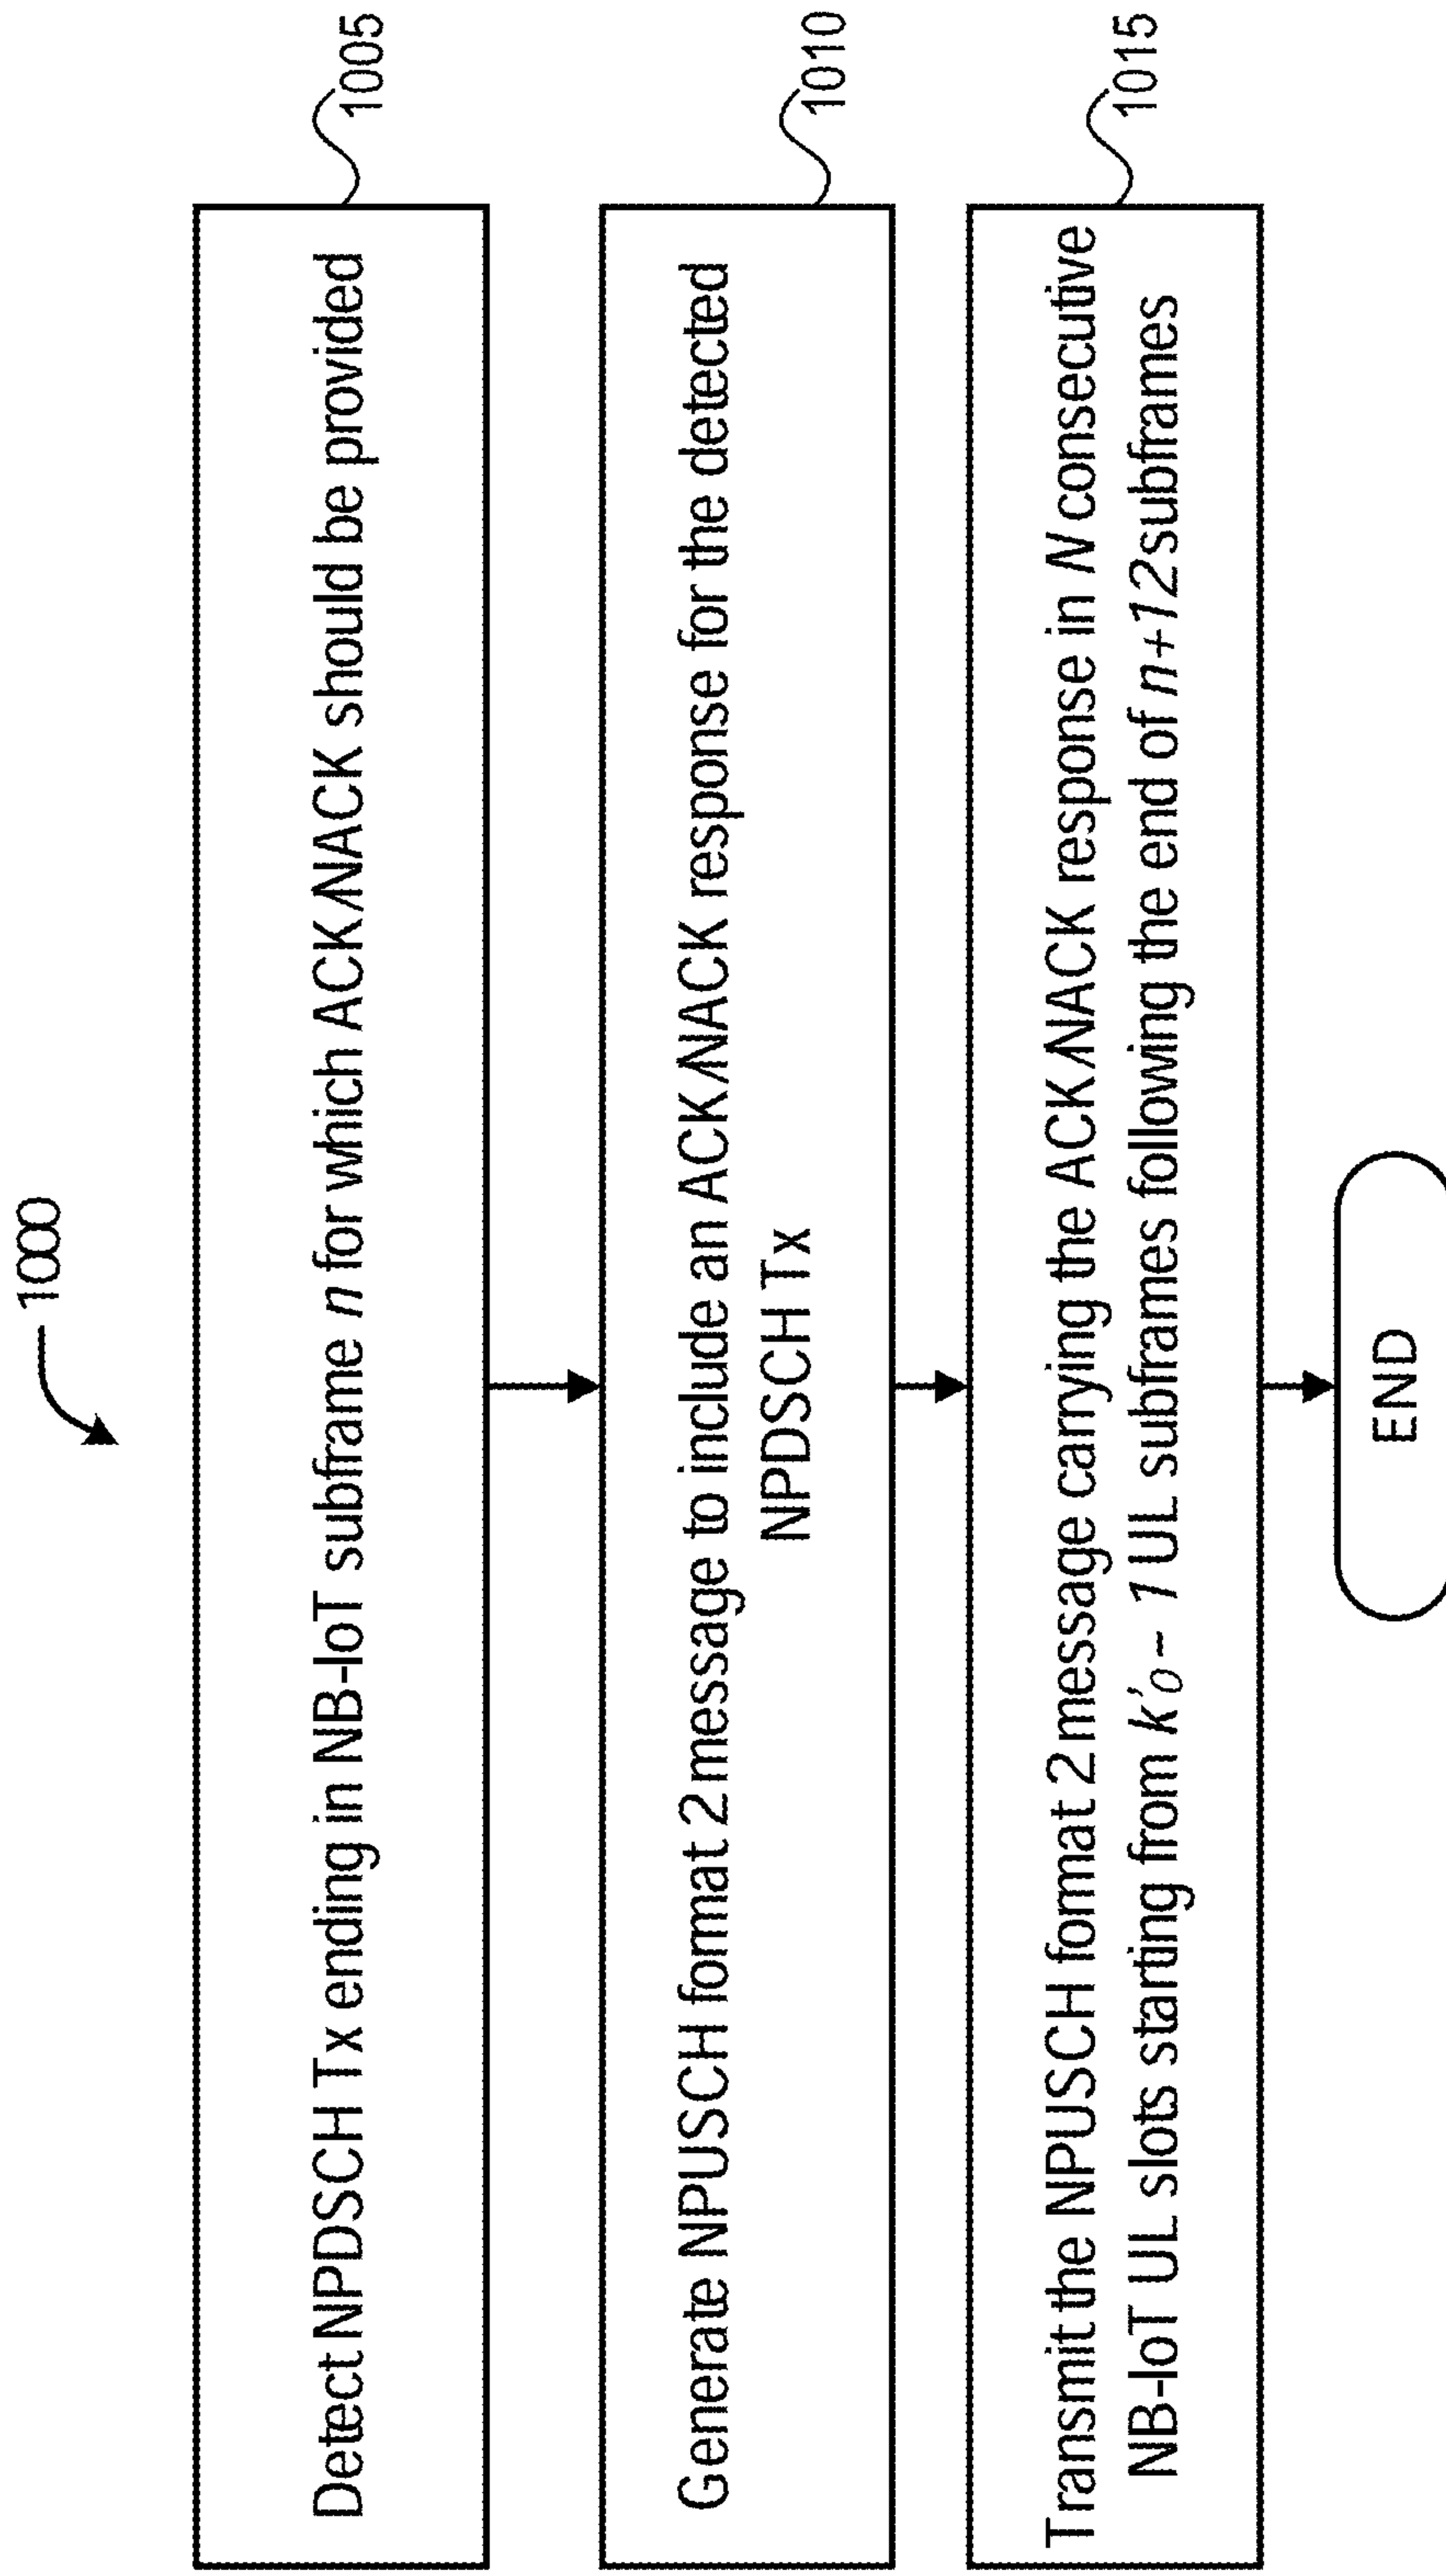 1000
Detect NPDSCH Tx ending in NB-IoT subframe n for which ACK/NACK should be provided
1005
Generate NPUSCH format 2 message to include an ACK/NACK response for the detected
NPDSCH Tx
1010
Transmit the NPUSCH format 2 message carrying the ACK/NACK response in N consecutive
NB-IoT UL slots starting from k'₀ - 1 UL subframes following the end of n+12 subframes
1015
END